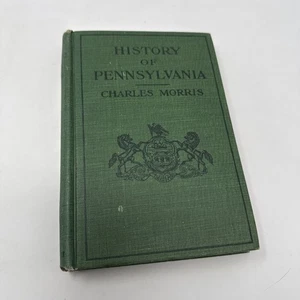 HISTORY
OF
PENNSYLVANIA
CHARLES MORRIS